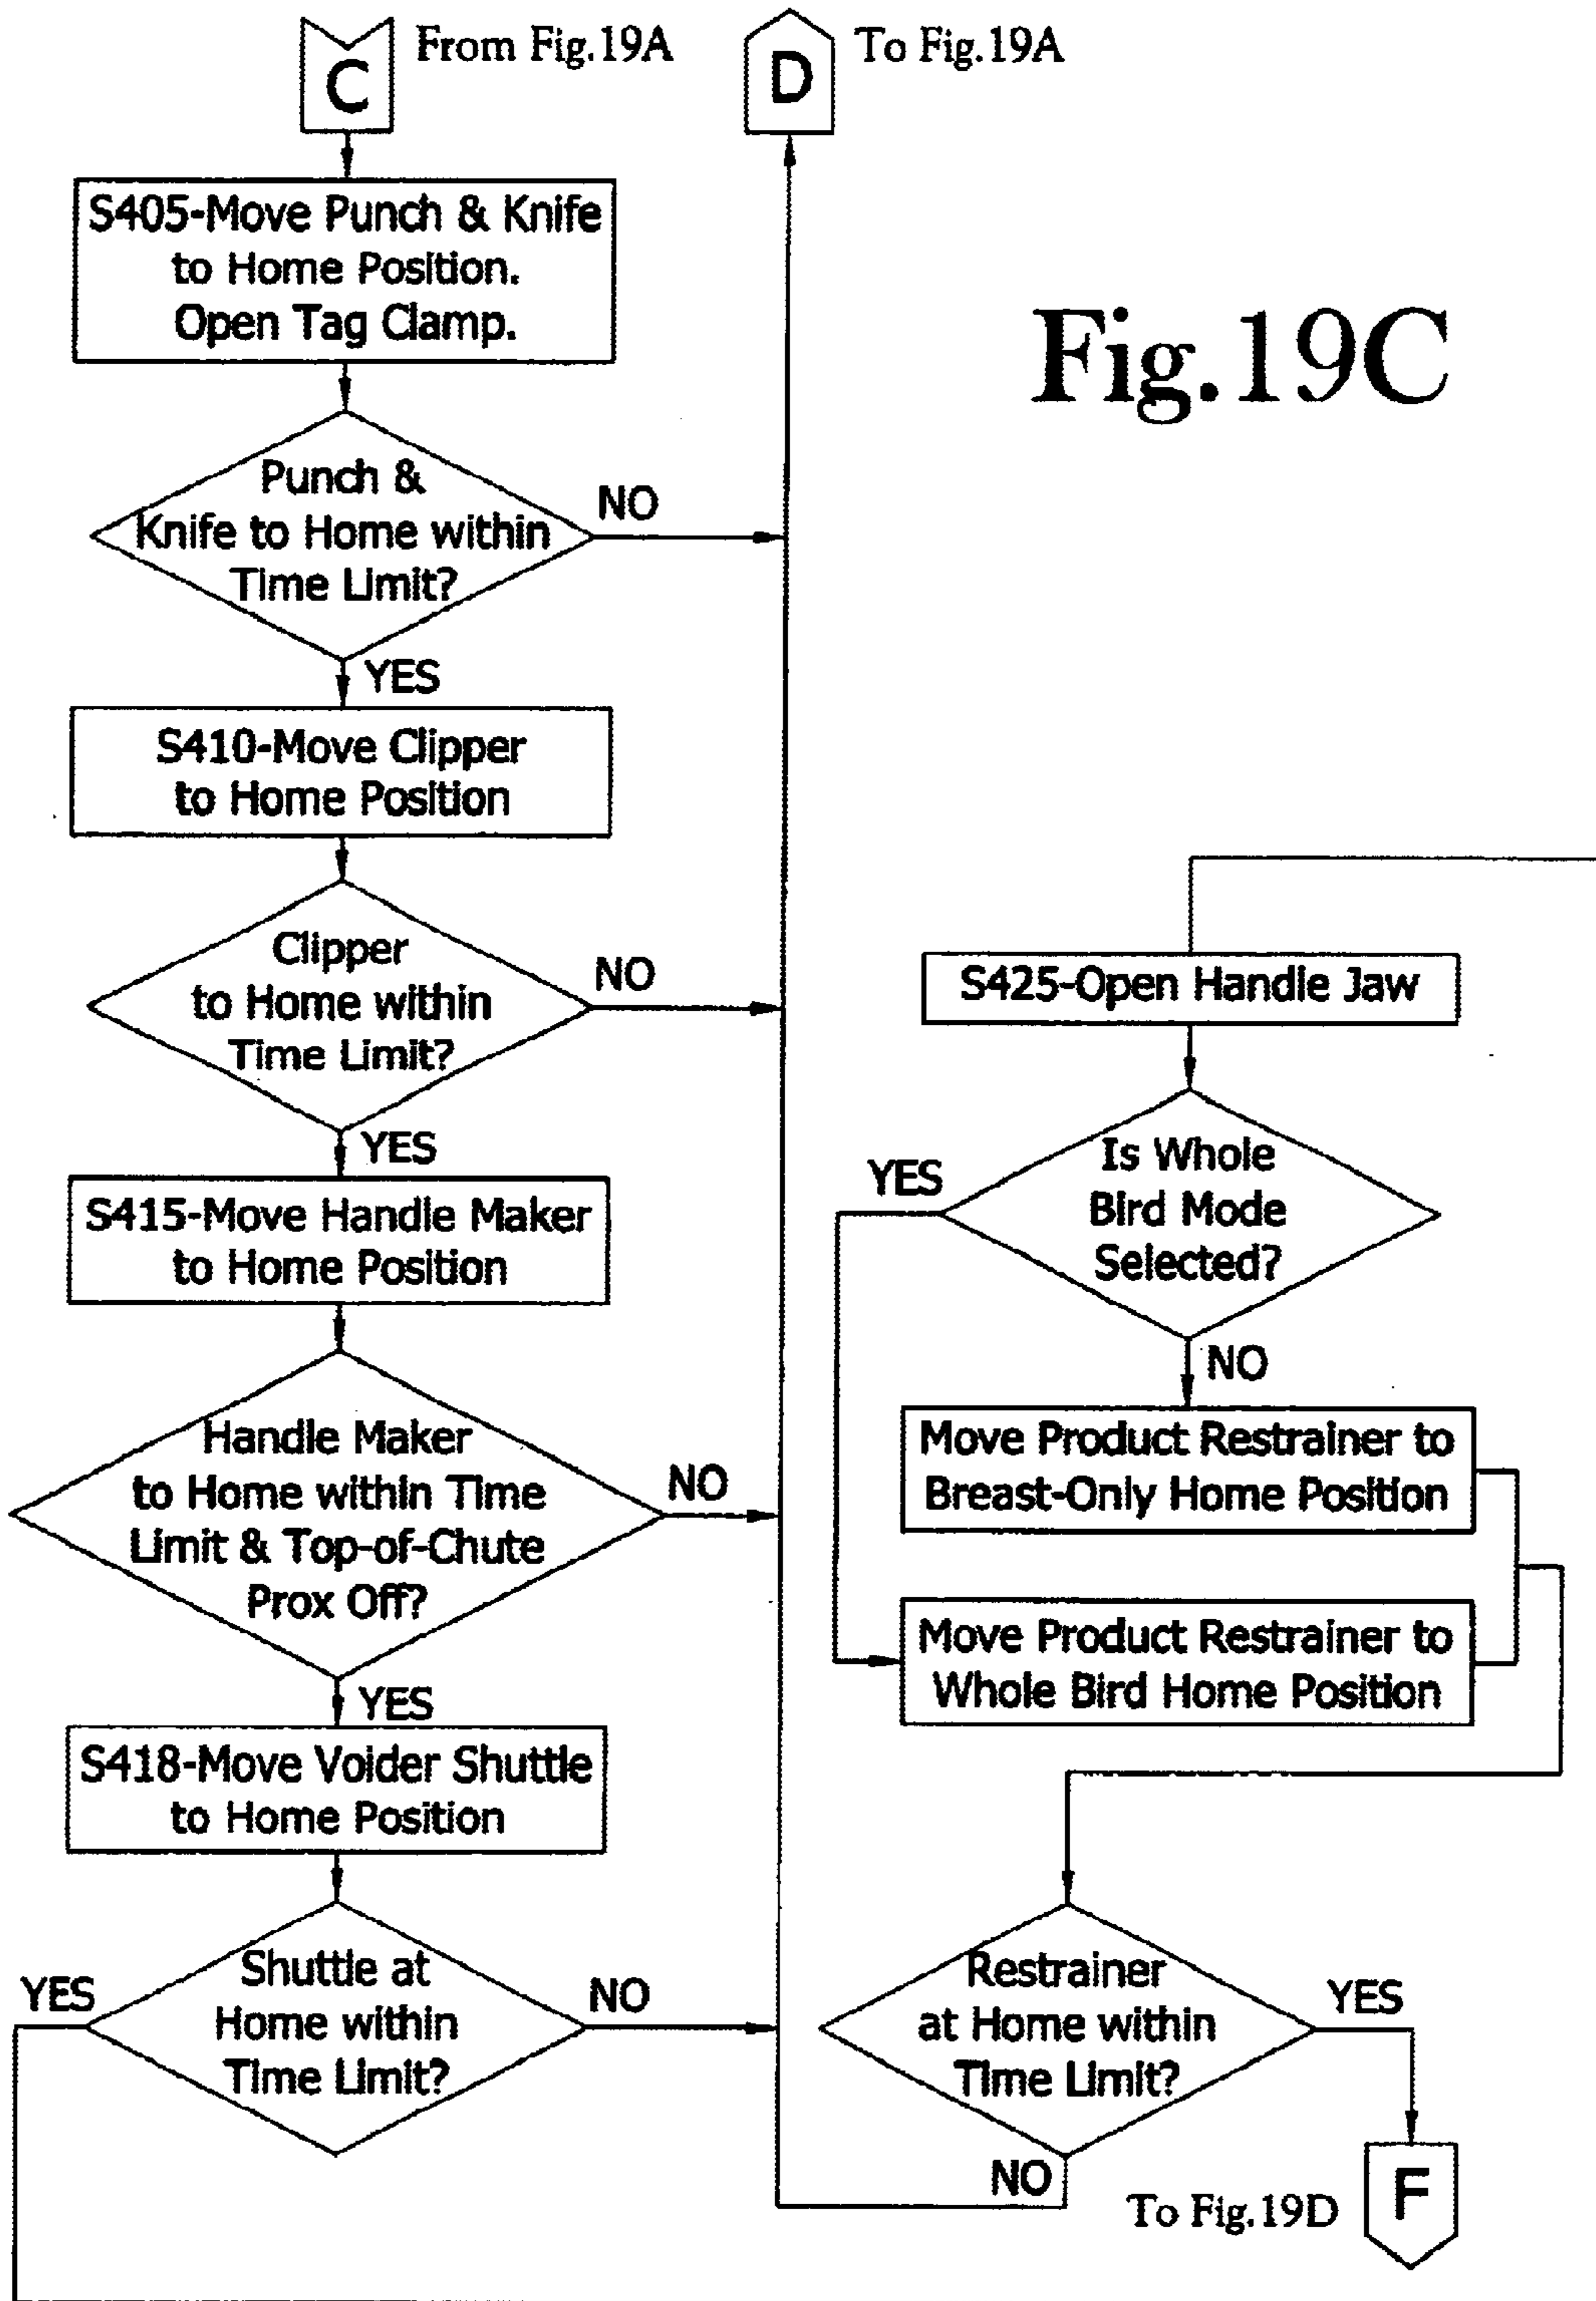 C
From Fig.19A
D
To Fig.19A
Fig.19C
S405-Move Punch & Knife
to Home Position.
Open Tag Clamp.
Punch &
Knife to Home within
Time Limit?
NO
YES
S410-Move Clipper
to Home Position
Clipper
to Home within
Time Limit?
NO
YES
S415-Move Handle Maker
to Home Position
Handle Maker
to Home within Time
Limit & Top-of-Chute
Prox Off?
NO
YES
S418-Move Voider Shuttle
to Home Position
Shuttle at
Home within
Time Limit?
YES
NO
S425-Open Handle Jaw
Is Whole
Bird Mode
Selected?
YES
NO
Move Product Restrainer to
Breast-Only Home Position
Move Product Restrainer to
Whole Bird Home Position
Restrainer
at Home within
Time Limit?
YES
NO
To Fig.19D
F